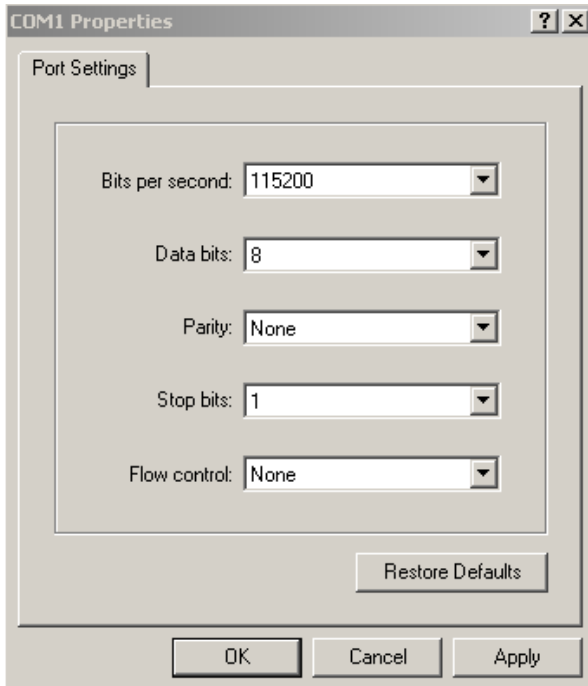 COM1 Properties
Port Settings
Bits per second: 115200
Data bits: 8
Parity: None
Stop bits: 1
Flow control: None
Restore Defaults
OK Cancel Apply